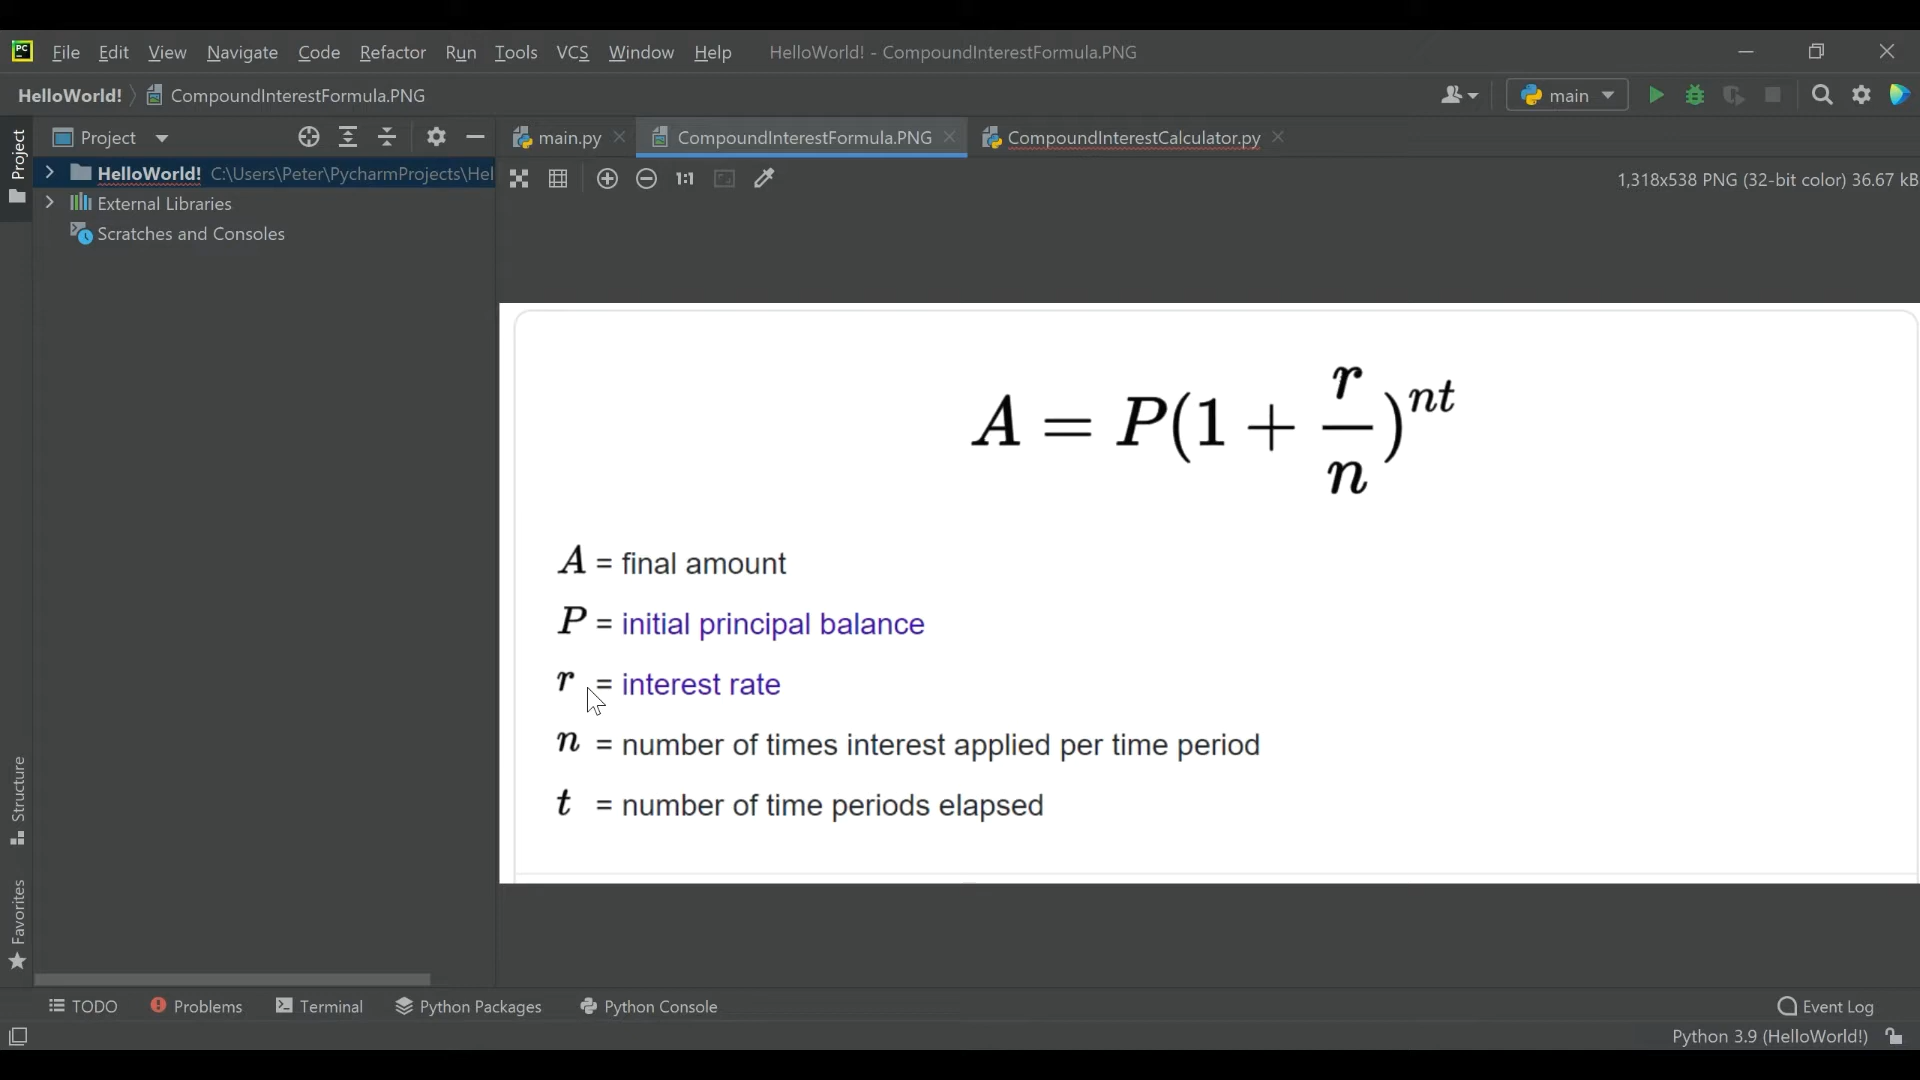 PC File Edit View Navigate Code Refactor Run Tools VCS Window Help HelloWorld! - CompoundInterestFormula.PNG
HelloWorld! CompoundInterestFormula.PNG main
Project main.py CompoundInterestFormula.PNG CompoundInterestCalculator.py
Project
HelloWorld! C:\Users\Peter\PycharmProjects\Hel
1:1 1,318x538 PNG (32-bit color) 36.67 kB
External Libraries
Scratches and Consoles
A = P(1 + r/n)^nt
A = final amount
P = initial principal balance
r = interest rate
n = number of times interest applied per time period
t = number of time periods elapsed
Structure
Favorites
TODO Problems Terminal Python Packages Python Console Event Log
Python 3.9 (HelloWorld!)